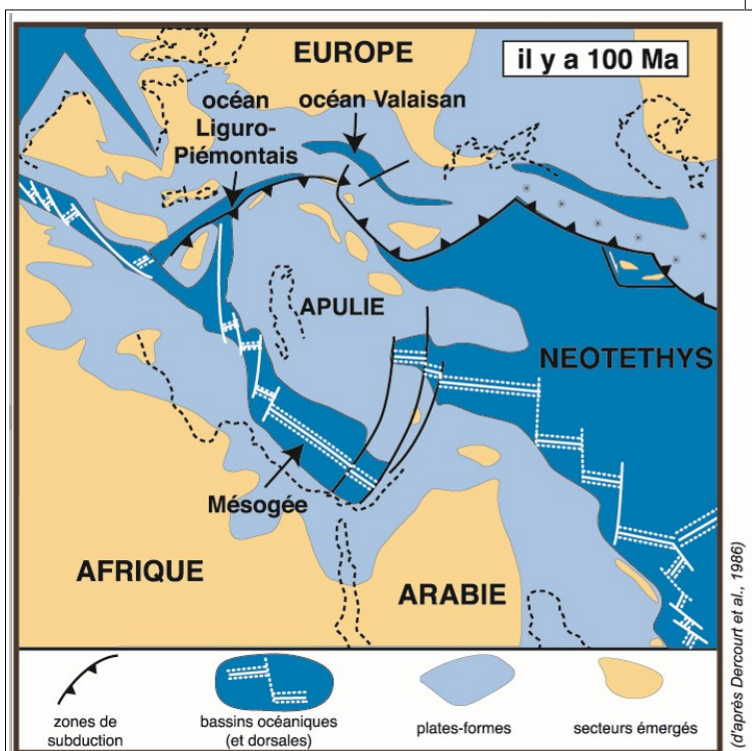 EUROPE
il y a 100 Ma
océan
Liguro-
Piémontais
océan Valaisan
APULIE
NEOTETHYS
Mésogée
AFRIQUE
ARABIE
zones de
subduction
bassins océaniques
(et dorsales)
plates-formes
secteurs émergés
(d'après Dercourt et al., 1986)